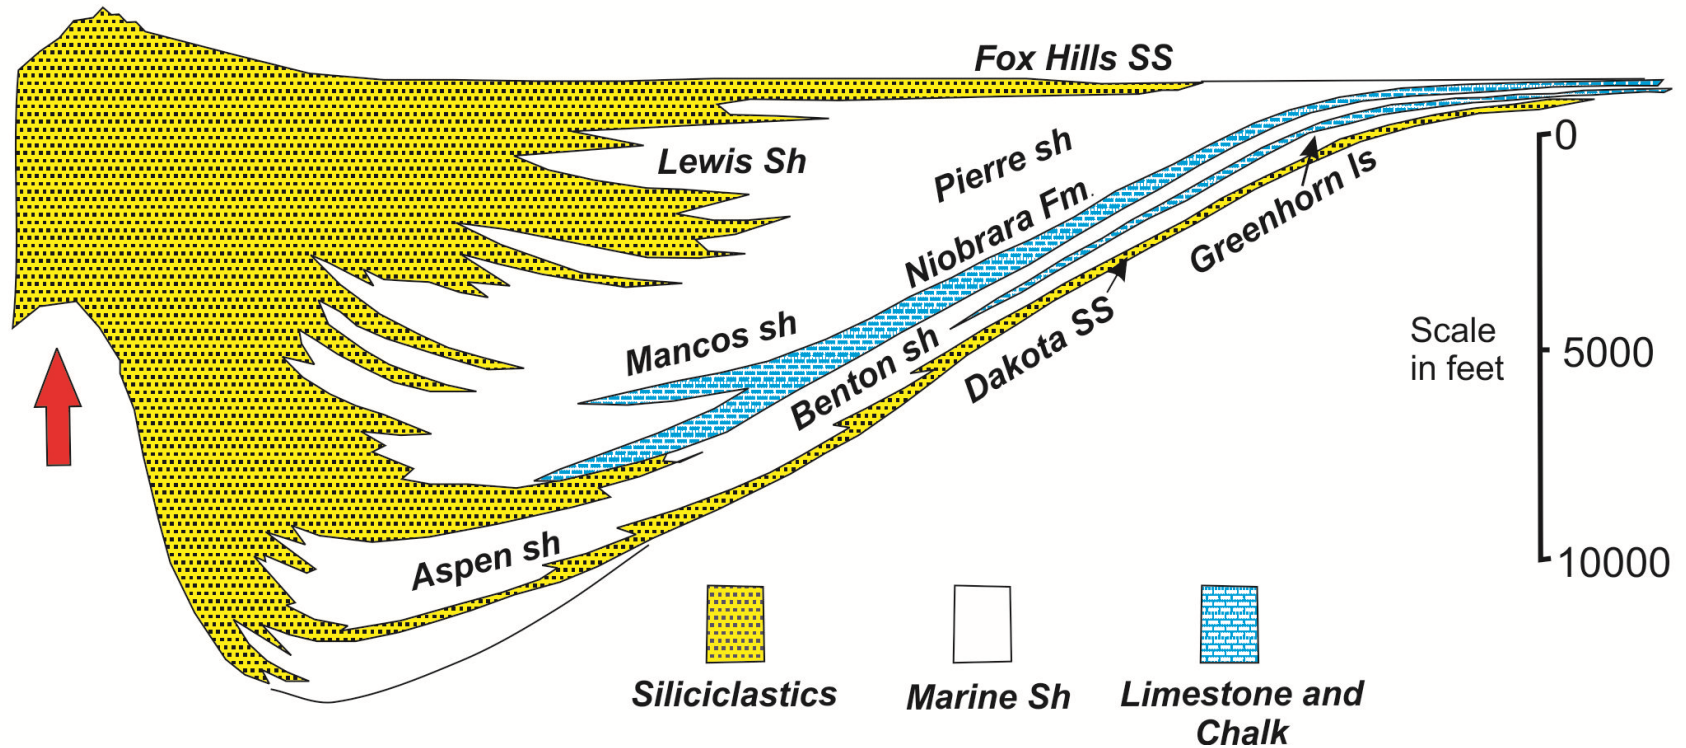 Fox Hills SS
Lewis Sh
Pierre sh
Niobrara Fm.
Greenhorn ls
Mancos sh
Benton sh
Dakota SS
Aspen sh
0
Scale
in feet
5000
10000
Siliciclastics
Marine Sh
Limestone and
Chalk